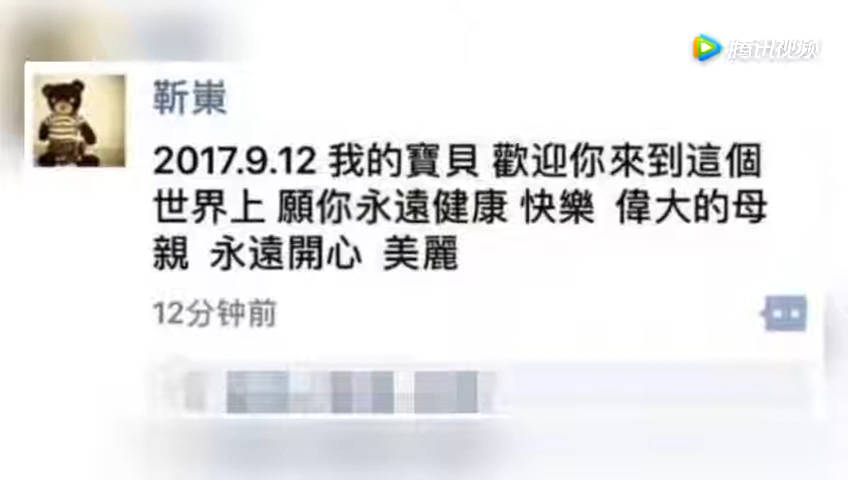 腾讯视频
靳崬
2017.9.12 我的寶貝 歡迎你來到這個
世界上 願你永遠健康 快樂 偉大的母
親 永遠開心 美麗
12分钟前